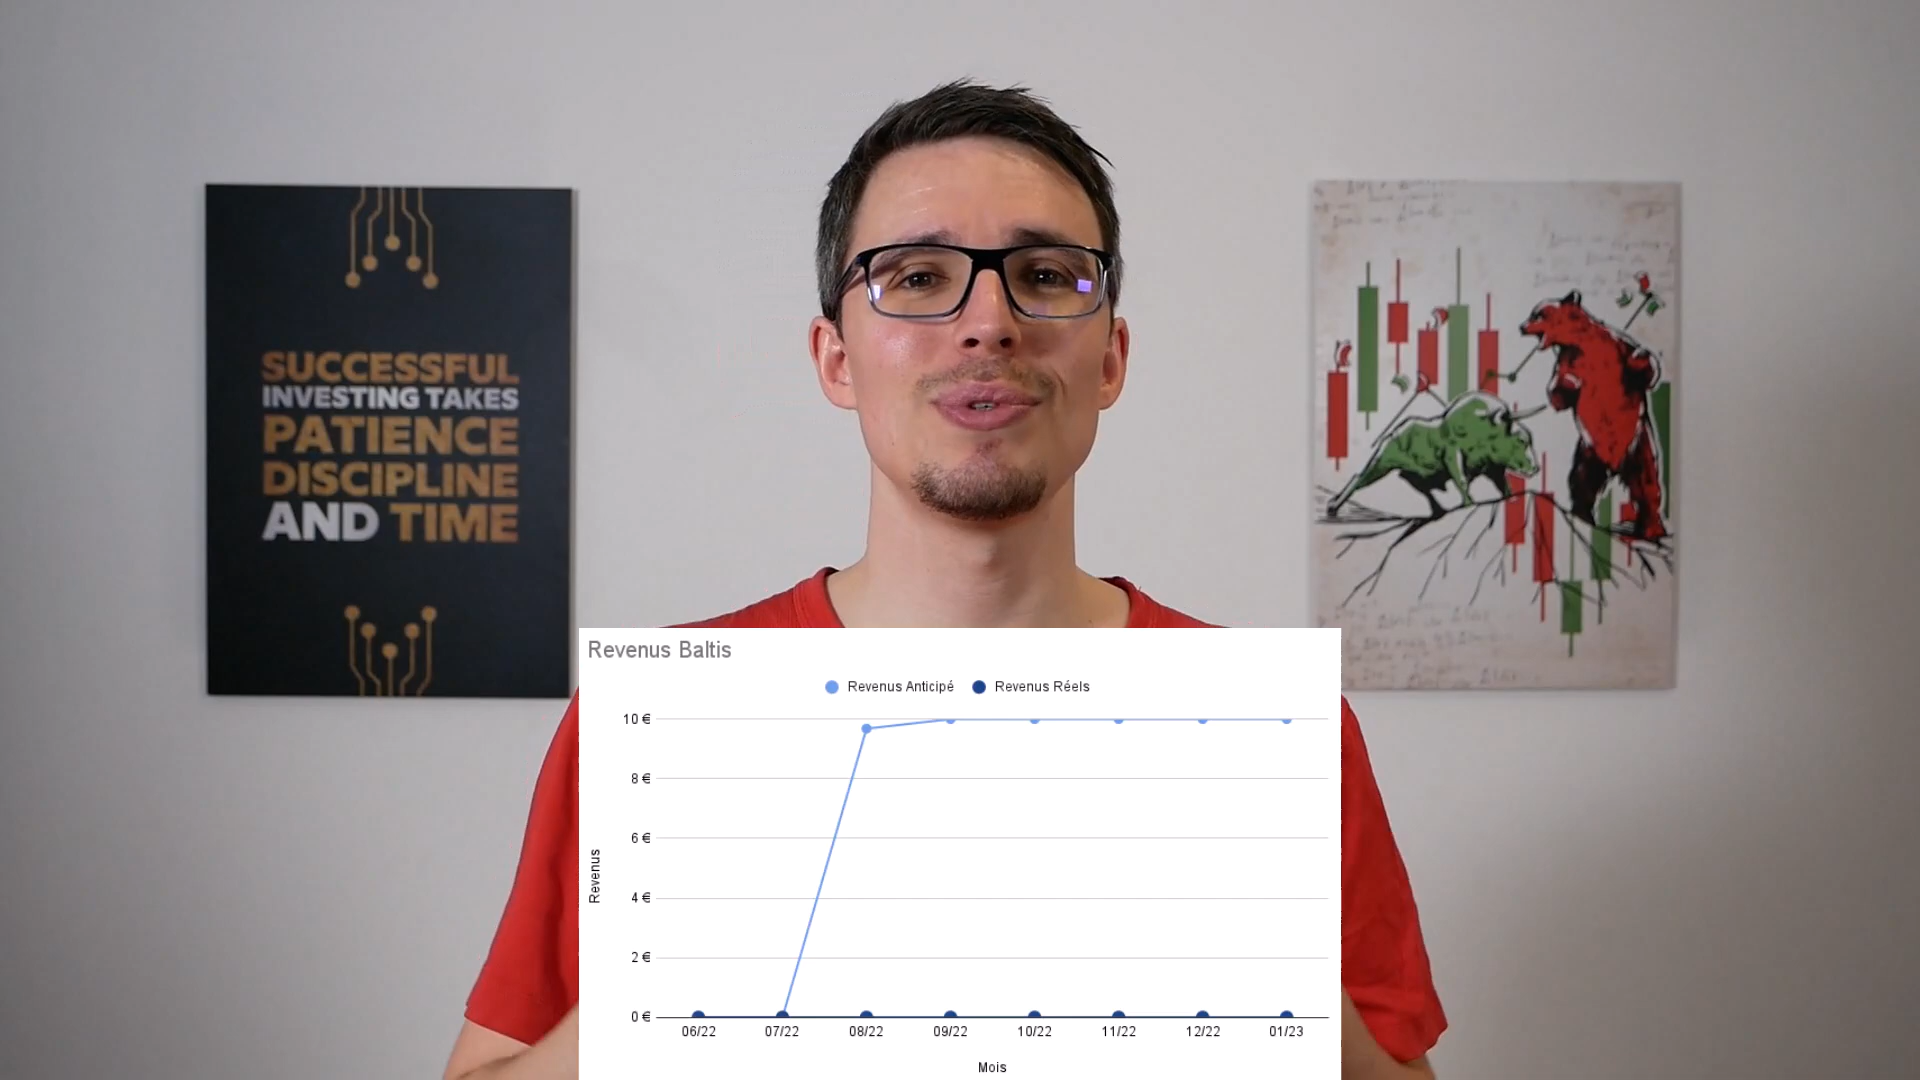 SUCCESSFUL
INVESTING TAKES
PATIENCE
DISCIPLINE
AND TIME
Revenus Baltis
Revenus Anticipé
Revenus Réels
10 €
8 €
6 €
4 €
2 €
0 €
Revenus
06/22
07/22
08/22
09/22
10/22
11/22
12/22
01/23
Mois